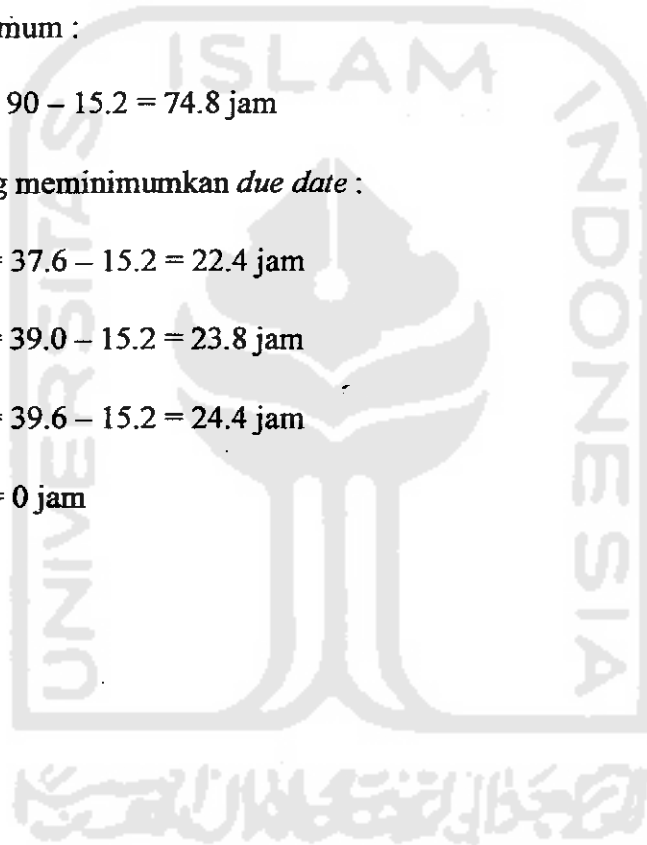 mum :
90 – 15.2 = 74.8 jam
g meminimumkan due date :
= 37.6 – 15.2 = 22.4 jam
= 39.0 – 15.2 = 23.8 jam
= 39.6 – 15.2 = 24.4 jam
= 0 jam
ISLAM
UNIVERSITAS
INDONESIA